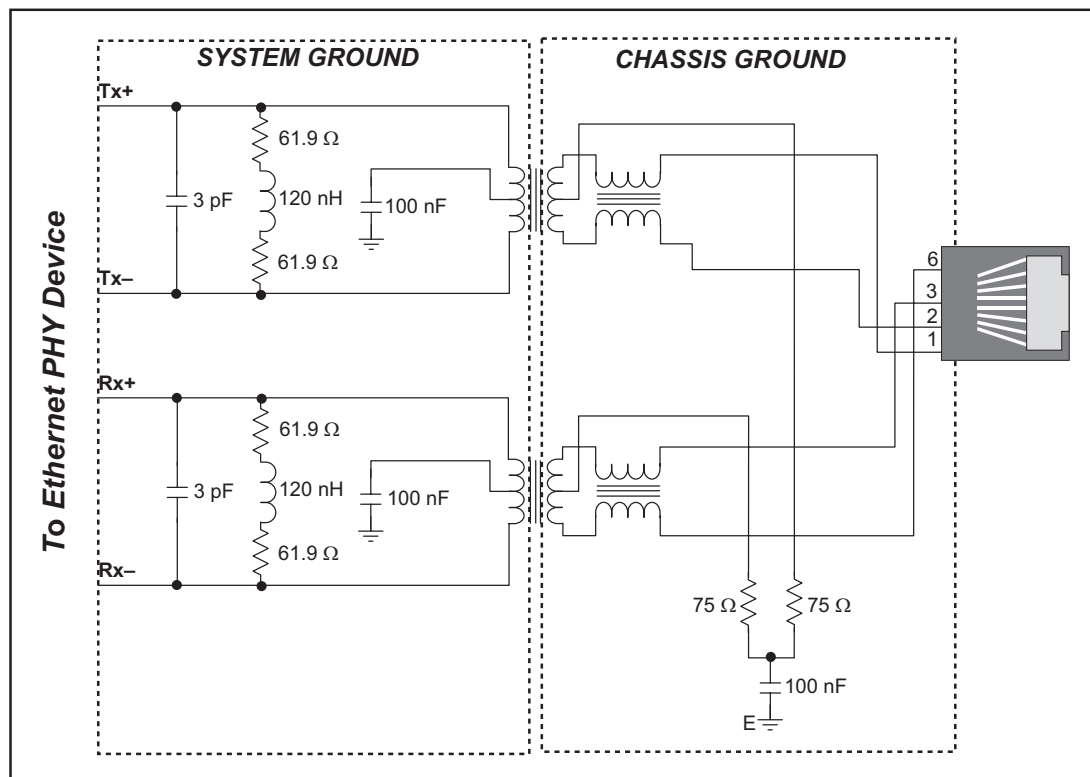 SYSTEM GROUND
CHASSIS GROUND
To Ethernet PHY Device
Tx+
61.9 Ω
3 pF
120 nH
100 nF
61.9 Ω
Tx–
6
3
2
1
Rx+
61.9 Ω
3 pF
120 nH
100 nF
61.9 Ω
Rx–
75 Ω
75 Ω
100 nF
E